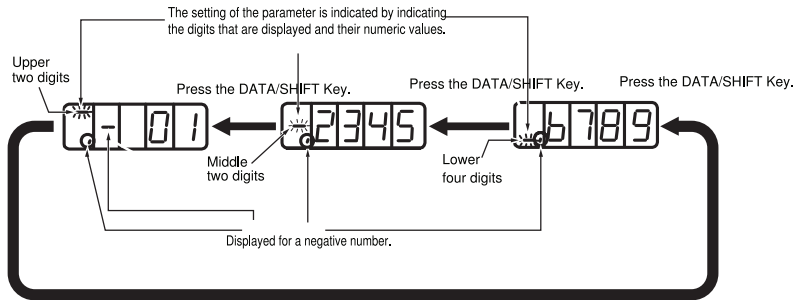 The setting of the parameter is indicated by indicating
the digits that are displayed and their numeric values.
Upper
two digits
Press the DATA/SHIFT Key.
Press the DATA/SHIFT Key.
Press the DATA/SHIFT Key.
- 01
2345
6789
Middle
two digits
Lower
four digits
Displayed for a negative number.